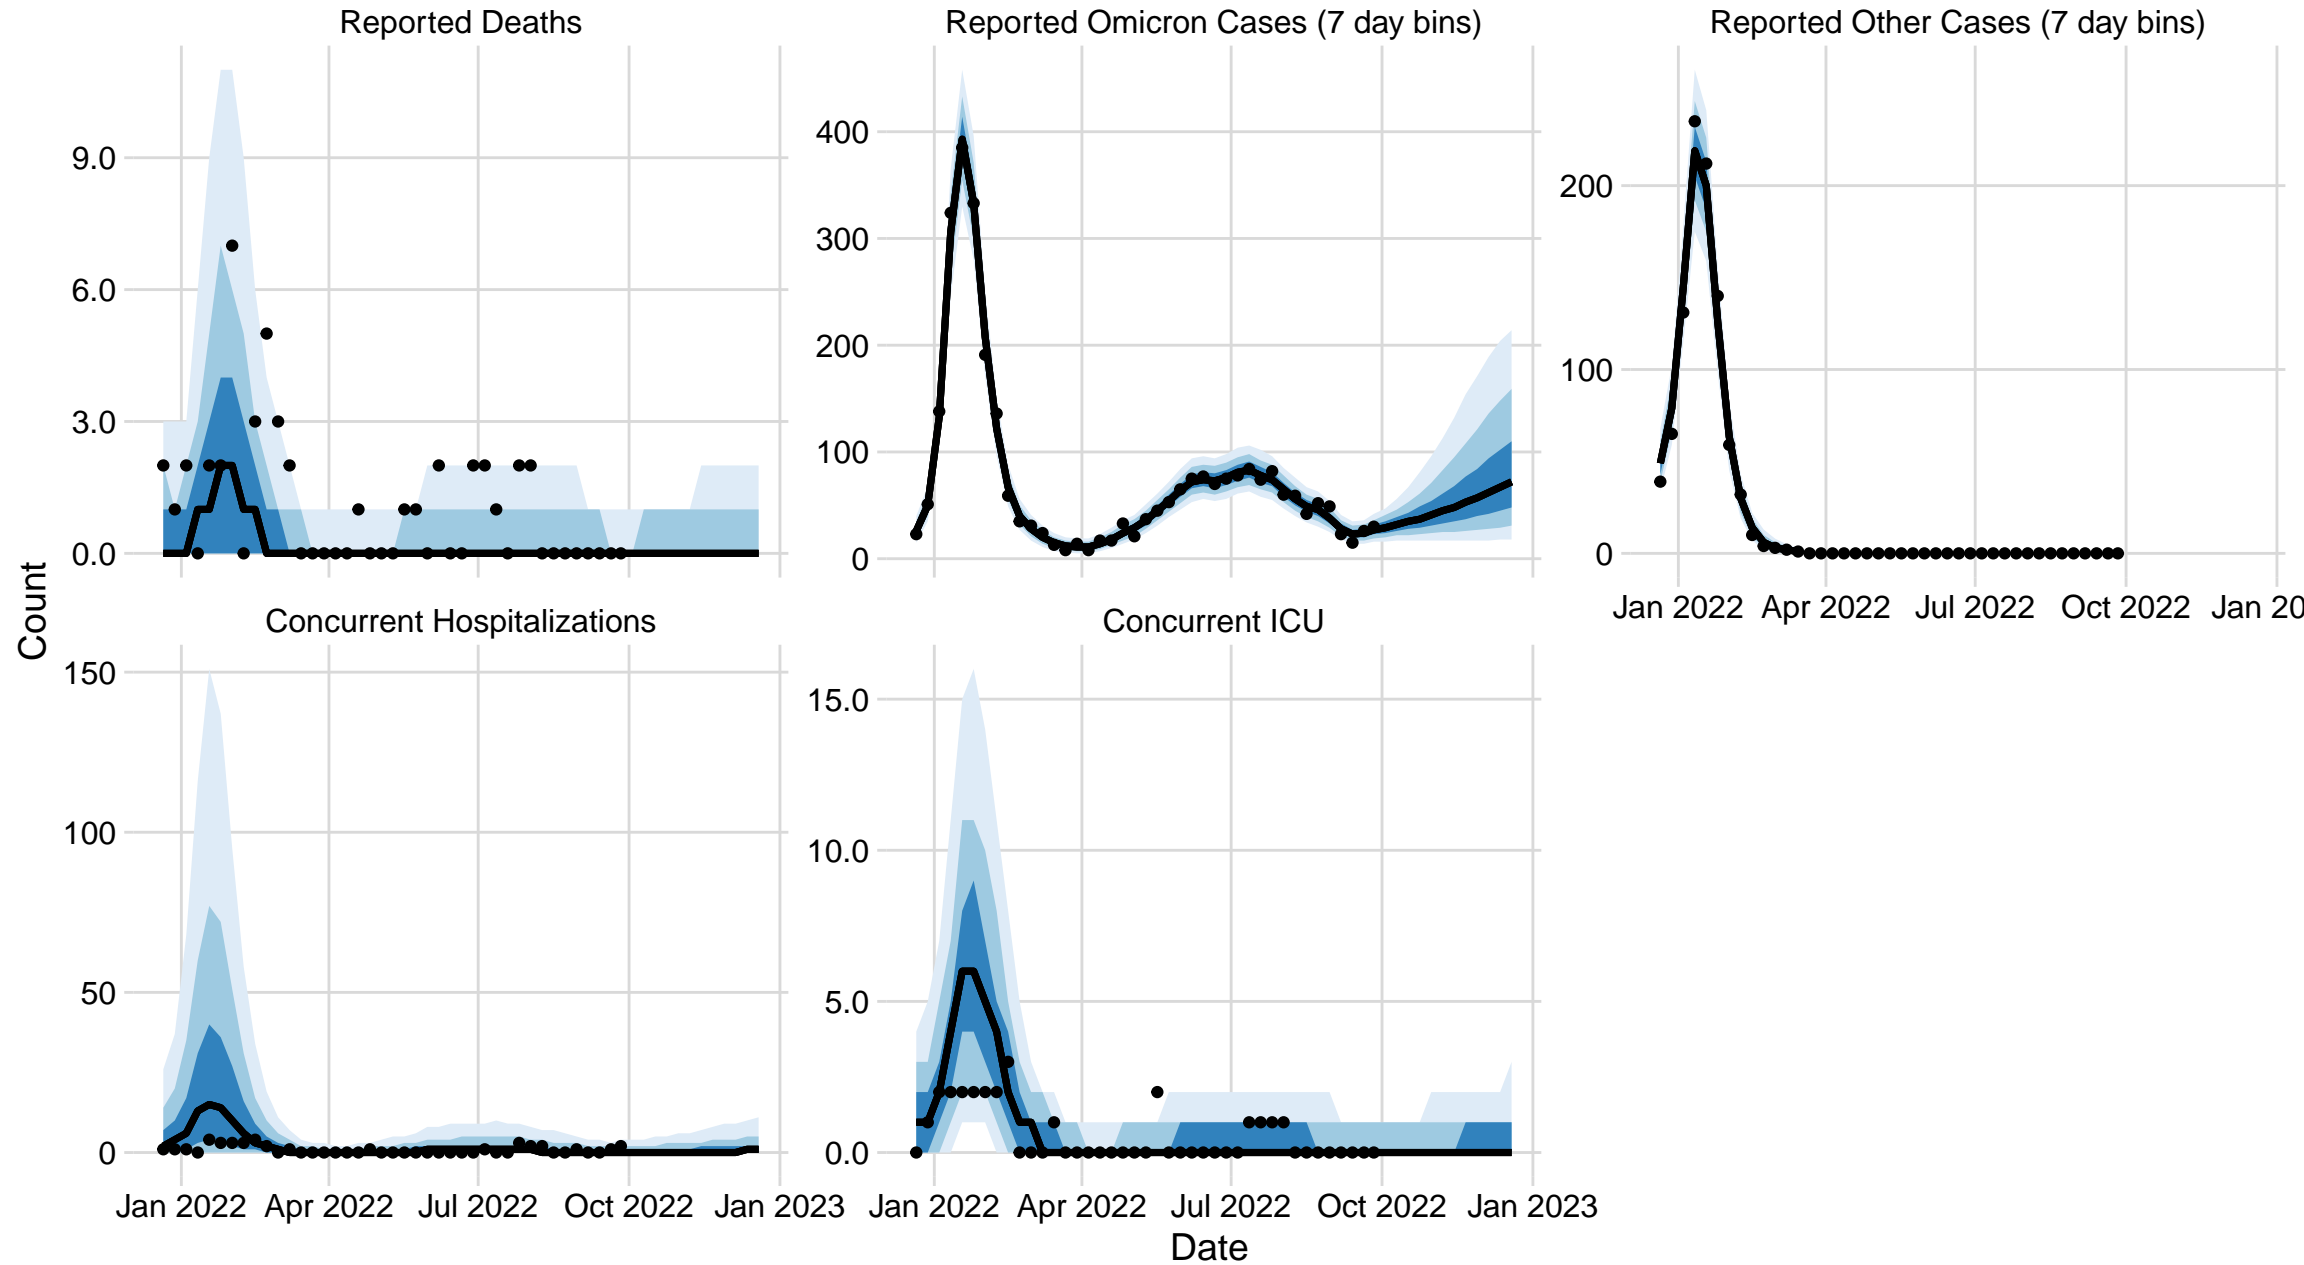 Reported Deaths
Reported Omicron Cases (7 day bins)
Reported Other Cases (7 day bins)
9.0
6.0
3.0
0.0
400
300
200
100
0
200
100
0
Jan 2022 Apr 2022 Jul 2022 Oct 2022 Jan 20
Count
Concurrent Hospitalizations
Concurrent ICU
150
100
50
0
15.0
10.0
5.0
0.0
Jan 2022 Apr 2022 Jul 2022 Oct 2022 Jan 2023
Jan 2022 Apr 2022 Jul 2022 Oct 2022 Jan 2023
Date